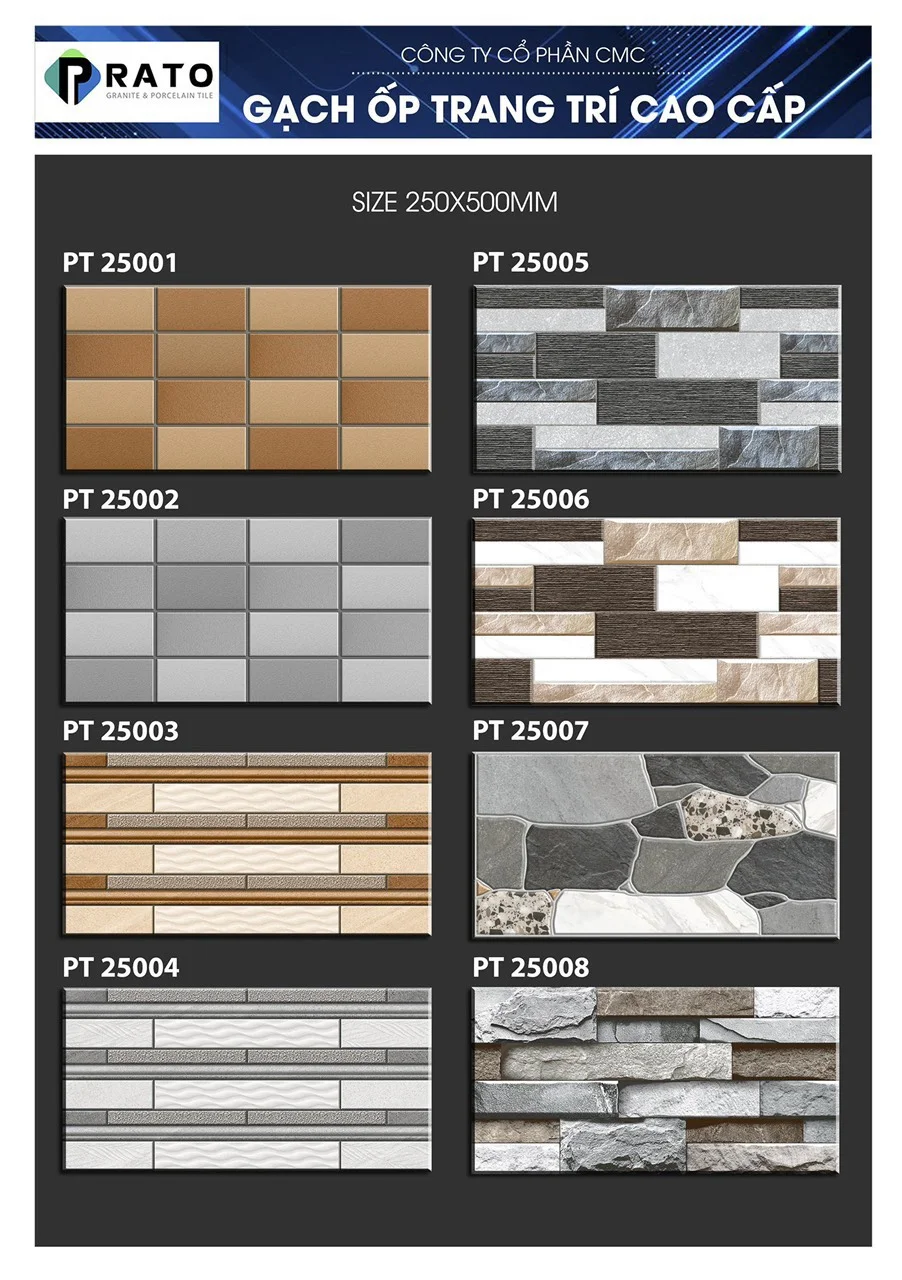 PRATO
GRANITE & PORCELAIN TILE
CÔNG TY CỔ PHẦN CMC
GẠCH ỐP TRANG TRÍ CAO CẤP
SIZE 250X500MM
PT 25001
PT 25005
PT 25002
PT 25006
PT 25003
PT 25007
PT 25004
PT 25008